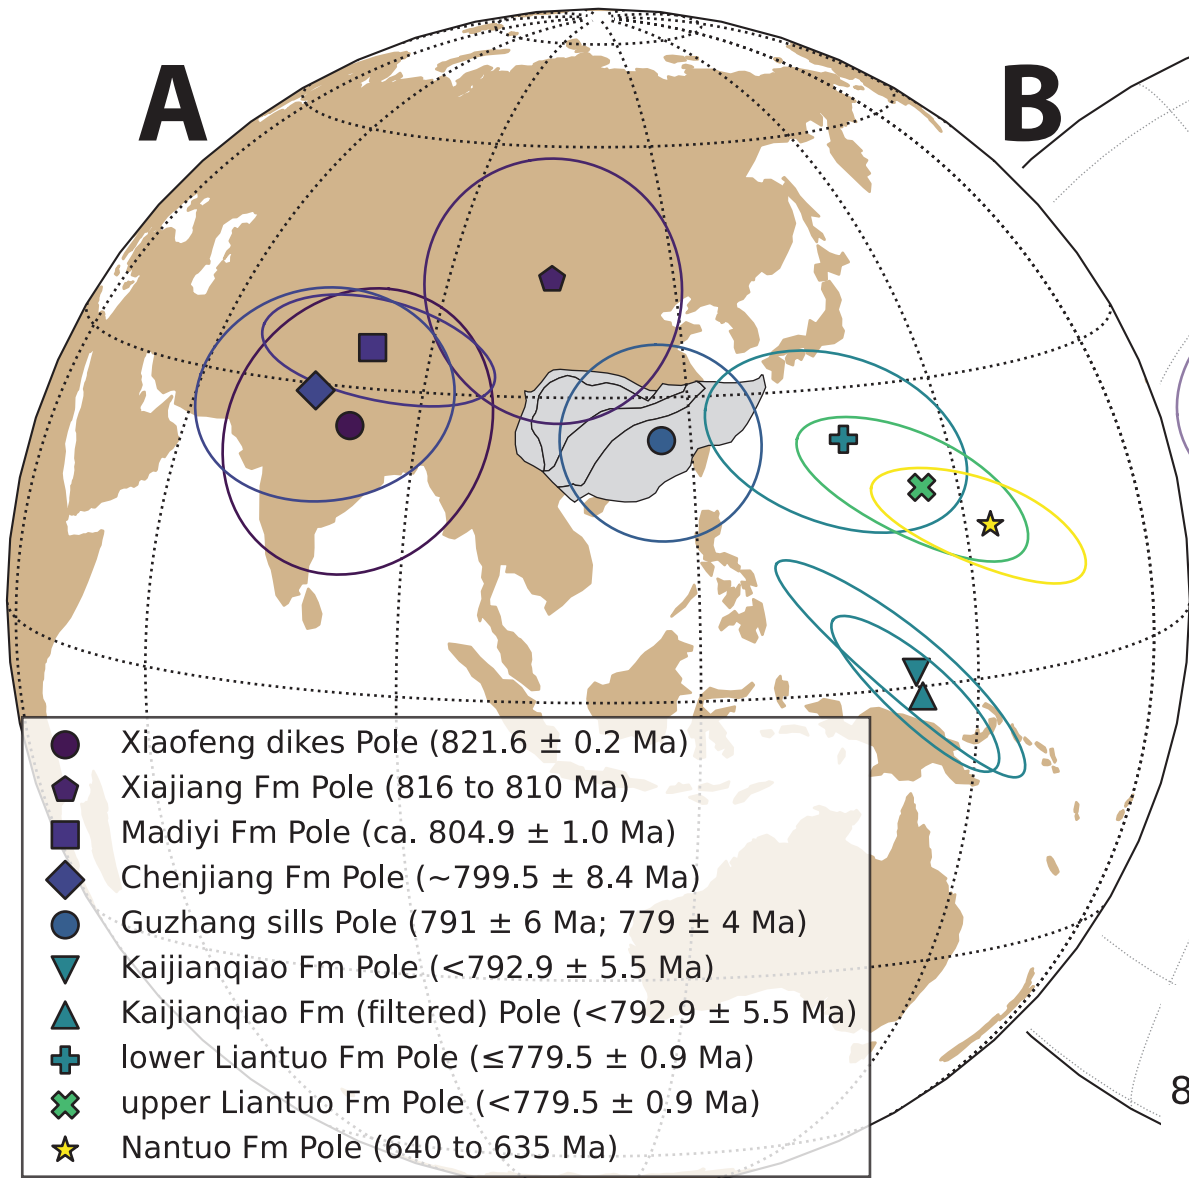 A
B
Xiaofeng dikes Pole (821.6 ± 0.2 Ma)
Xiajiang Fm Pole (816 to 810 Ma)
Madiyi Fm Pole (ca. 804.9 ± 1.0 Ma)
Chenjiang Fm Pole (~799.5 ± 8.4 Ma)
Guzhang sills Pole (791 ± 6 Ma; 779 ± 4 Ma)
Kaijianqiao Fm Pole (<792.9 ± 5.5 Ma)
Kaijianqiao Fm (filtered) Pole (<792.9 ± 5.5 Ma)
lower Liantuo Fm Pole (≤779.5 ± 0.9 Ma)
upper Liantuo Fm Pole (<779.5 ± 0.9 Ma)
Nantuo Fm Pole (640 to 635 Ma)
8